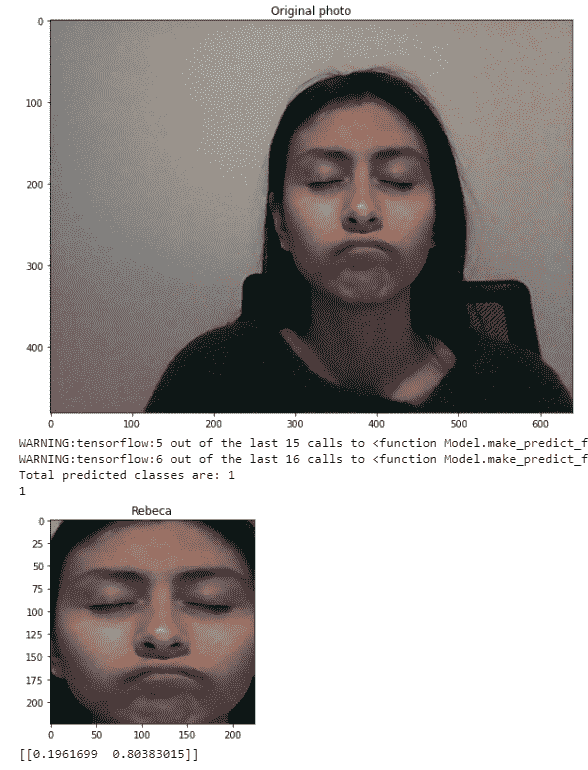 Original photo
0
100
200
300
400
0 100 200 300 400 500 600
WARNING:tensorflow:5 out of the last 15 calls to <function Model.make_predict_f
WARNING:tensorflow:6 out of the last 16 calls to <function Model.make_predict_f
Total predicted classes are: 1
1
Rebeca
0
25
50
75
100
125
150
175
200
0 50 100 150 200
[[0.1961699 0.80383015]]